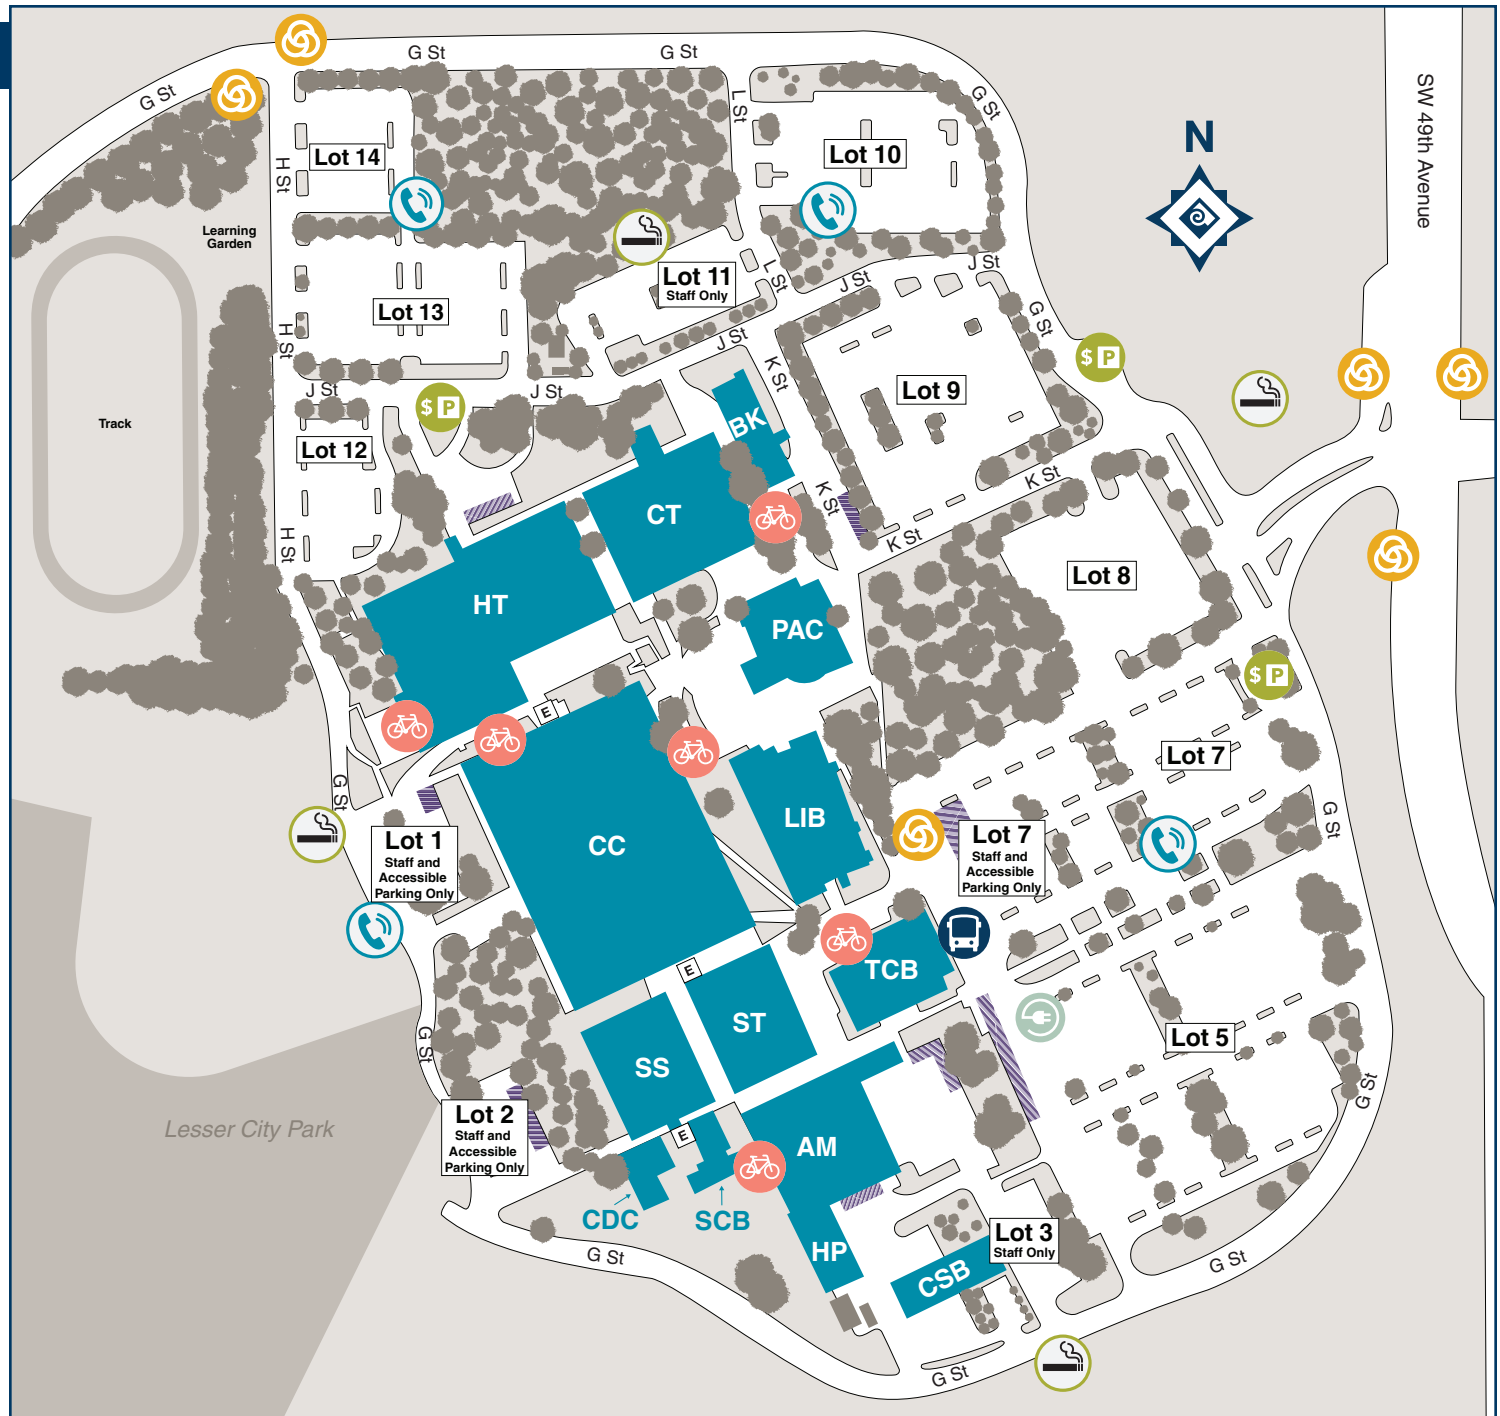 G St
G St
G St
G St
L St
SW 49th Avenue
N
Lot 14
Lot 10
H St
Learning
Garden
Lot 11
Staff Only
L St
J St
J St
Lot 13
G St
H St
J St
K St
J St
$ P
$ P
Lot 9
Track
BK
Lot 12
CT
K St
K St
K St
H St
Lot 8
HT
PAC
$ P
E
Lot 7
G St
G St
LIB
CC
Lot 1
Staff and
Accessible
Parking Only
Lot 7
Staff and
Accessible
Parking Only
TCB
E
ST
G St
Lot 5
SS
G St
Lesser City Park
Lot 2
Staff and
Accessible
Parking Only
E
AM
CDC
SCB
HP
Lot 3
Staff Only
CSB
G St
G St
G St